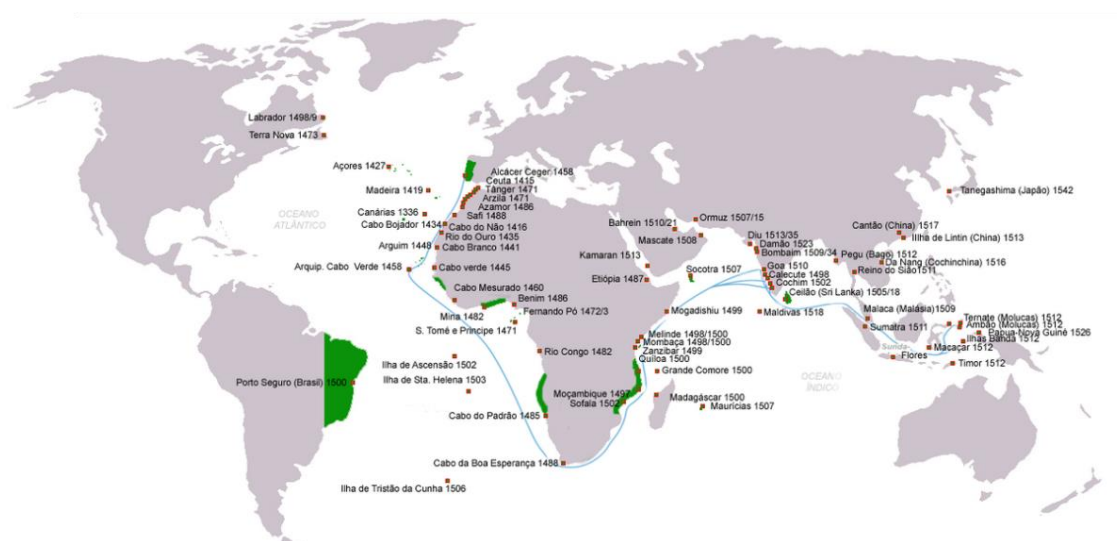 Labrador 1498/9
Terra Nova 1473
Açores 1427
Madeira 1419
Canárias 1336
OCEANO
ATLÂNTICO
Cabo Bojador 1434
Arguim 1448
Arquip. Cabo Verde 1458
Alcácer Ceger 1458
Ceuta 1415
Tânger 1471
Arzila 1471
Azamor 1486
Safi 1488
Cabo do Não 1416
Rio do Ouro 1435
Cabo Branco 1441
Cabo verde 1445
Cabo Mesurado 1460
Mina 1482
Benim 1486
Fernando Pó 1472/3
S. Tomé e Principe 1471
Rio Congo 1482
Ilha de Ascensão 1502
Ilha de Sta. Helena 1503
Porto Seguro (Brasil) 1500
Cabo do Padrão 1485
Cabo da Boa Esperança 1488
Ilha de Tristão da Cunha 1506
Ormuz 1507/15
Bahrein 1510/21
Mascate 1508
Kamaran 1513
Etiópia 1487
Socotra 1507
Mogadishiu 1499
Melinde 1498/1500
Mombaça 1498/1500
Zanzibar 1499
Quiloa 1500
Grande Comore 1500
Moçambique 1497
Sofala 1502
Madagáscar 1500
Mauricias 1507
OCEANO
ÍNDICO
Diu 1513/35
Damão 1523
Bombaim 1509/34
Goa 1510
Calecute 1498
Cochim 1502
Ceilão (Sri Lanka) 1505/18
Maldivas 1518
Tanegashima (Japão) 1542
Cantão (China) 1517
Illha de Lintin (China) 1513
Pegu (Bago) 1512
Da Nang (Cochinchina) 1516
Reino do Sião1511
Malaca (Malásia)1509
Sumatra 1511
Ternate (Molucas) 1512
Ambão (Molucas) 1512
Papua-Nova Guiné 1526
Ilhas Banda 1512
Macaçar 1512
Sunda
Flores
Timor 1512